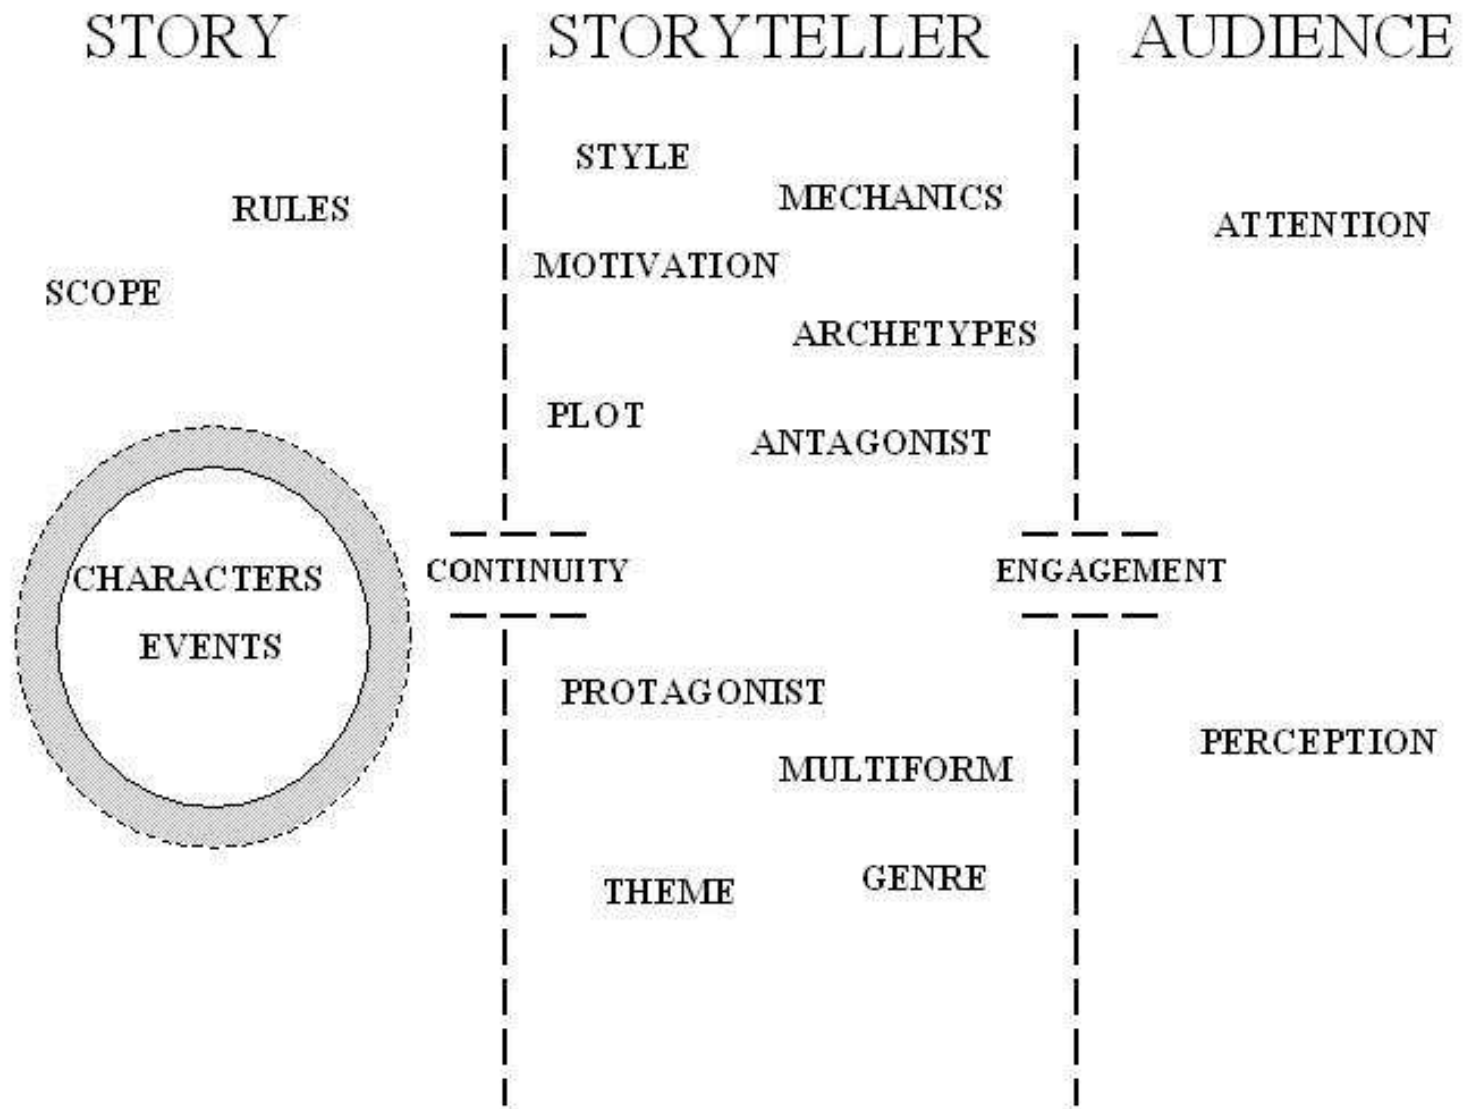 STORY
STORYTELLER
AUDIENCE
RULES
SCOPE
CHARACTERS
EVENTS
STYLE
MECHANICS
MOTIVATION
ARCHETYPES
PLOT
ANTAGONIST
CONTINUITY
PROTAGONIST
MULTIFORM
THEME
GENRE
ATTENTION
ENGAGEMENT
PERCEPTION